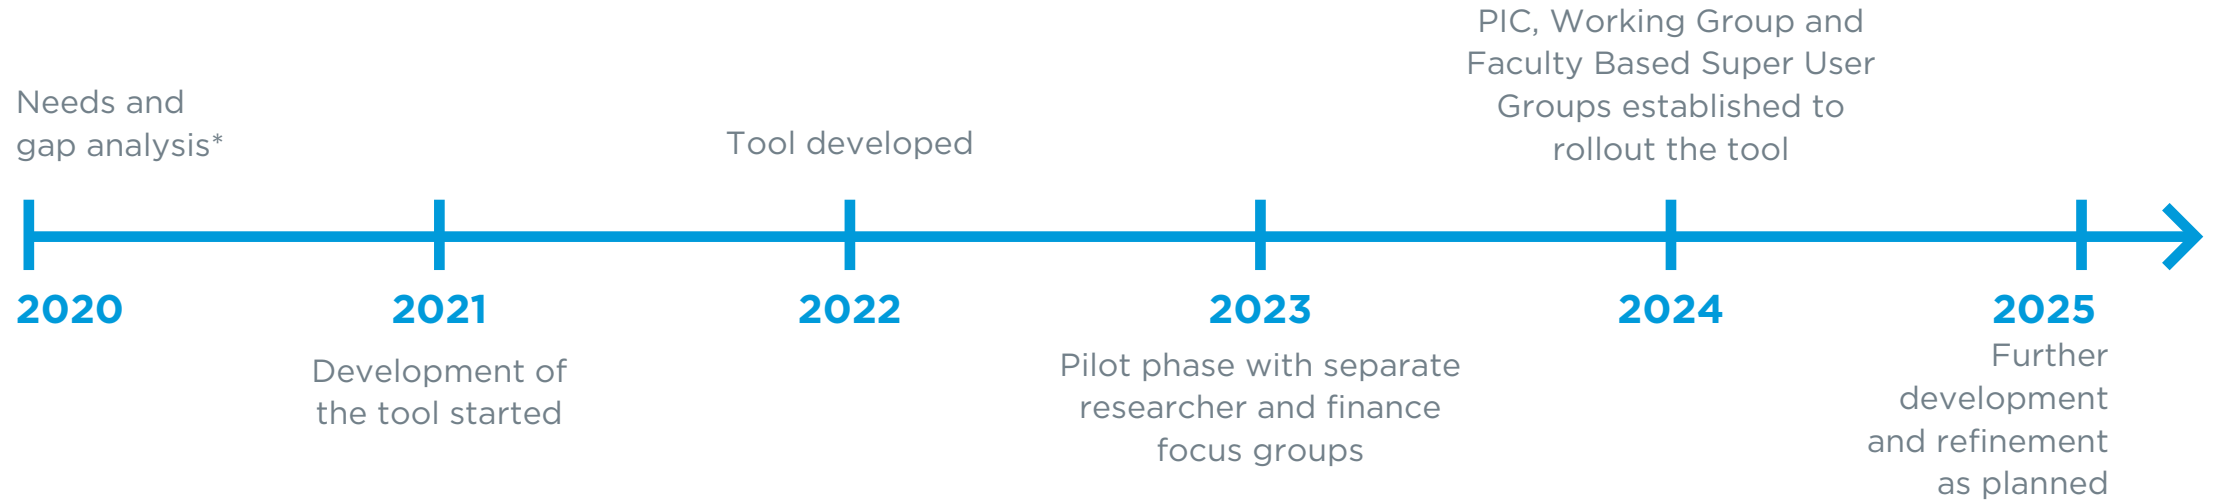 Needs and
gap analysis*
Tool developed
PIC, Working Group and
Faculty Based Super User
Groups established to
rollout the tool
2020
2021
2022
2023
2024
2025
Development of
the tool started
Pilot phase with separate
researcher and finance
focus groups
Further
development
and refinement
as planned